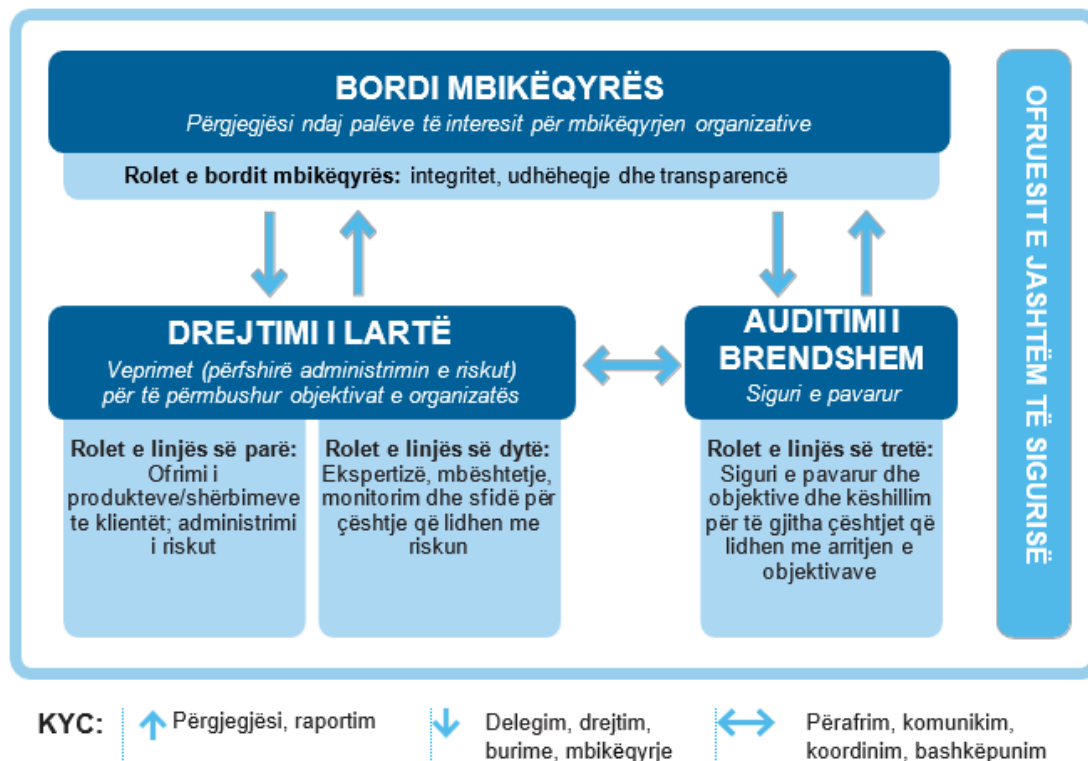 BORDI MBIKËQYRËS
Përgjegjësi ndaj palëve të interesit për mbikëqyrjen organizative
Rolet e bordit mbikëqyrës: integritet, udhëheqje dhe transparencë
DREJTIMI I LARTË
Veprimet (përfshirë administrimin e riskut)
për të përmbushur objektivat e organizatës
AUDITIMI I
BRENDSHEM
Siguri e pavarur
Rolet e linjës së parë:
Ofrimi i
produkteve/shërbimeve
te klientët; administrimi
i riskut
Rolet e linjës së dytë:
Ekspertizë, mbështetje,
monitorim dhe sfidë për
çështje që lidhen me
riskun
Rolet e linjës së tretë:
Siguri e pavarur dhe
objektive dhe këshillim
për të gjitha çështjet që
lidhen me arritjen e
objektivave
OFRUESIT E JASHTËM TË SIGURISË
KYC:
Përgjegjësi, raportim
Delegim, drejtim,
burime, mbikëqyrje
Përafrim, komunikim,
koordinim, bashkëpunim